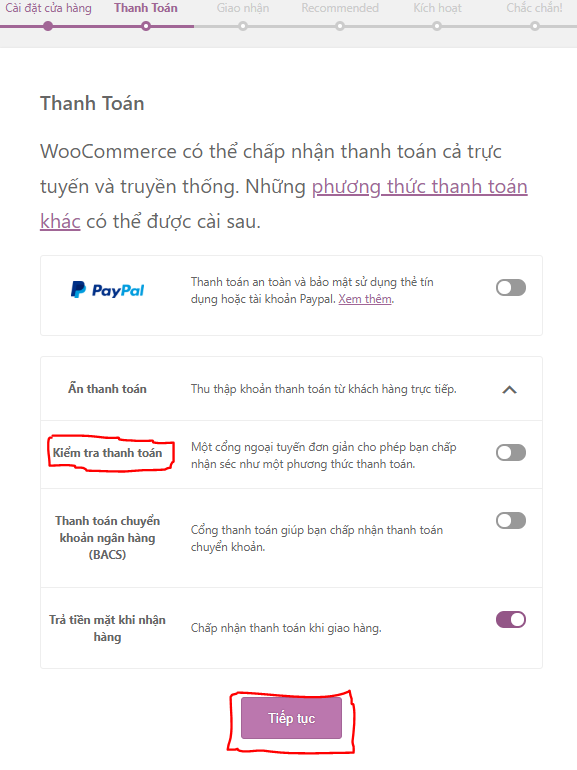 Cài đặt cửa hàng Thanh Toán Giao nhận Recommended Kích hoạt Chắc chắn!
Thanh Toán
WooCommerce có thể chấp nhận thanh toán cả trực
tuyến và truyền thống. Những phương thức thanh toán
khác có thể được cài sau.
PayPal
Thanh toán an toàn và bảo mật sử dụng thẻ tín
dụng hoặc tài khoản Paypal. Xem thêm.
Ẩn thanh toán
Thu thập khoản thanh toán từ khách hàng trực tiếp.
Kiểm tra thanh toán
Một cổng ngoại tuyến đơn giản cho phép bạn chấp
nhận séc như một phương thức thanh toán.
Thanh toán chuyển
khoản ngân hàng
(BACS)
Cổng thanh toán giúp bạn chấp nhận thanh toán
chuyển khoản.
Trả tiền mặt khi nhận
hàng
Chấp nhận thanh toán khi giao hàng.
Tiếp tục